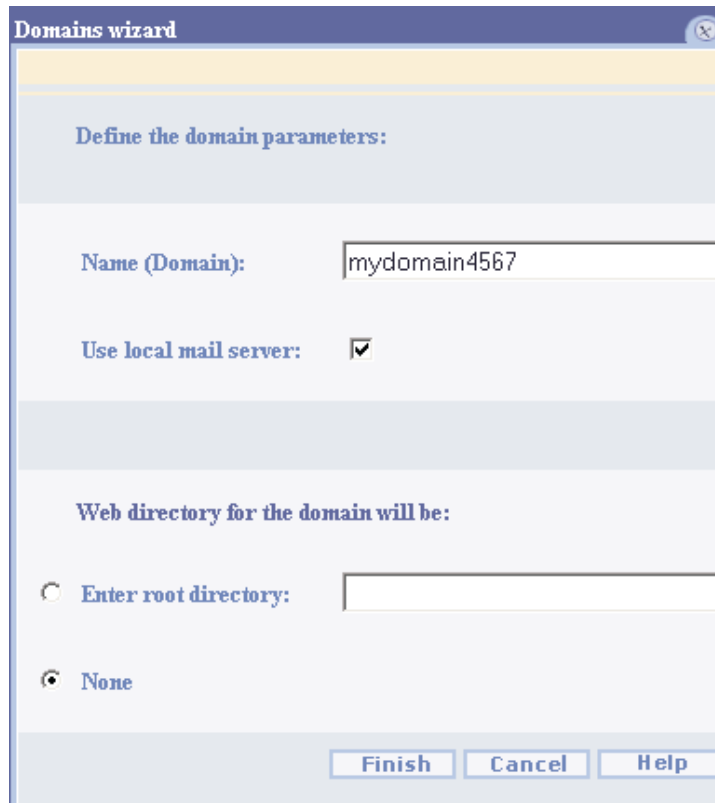 Domains wizard
Define the domain parameters:
Name (Domain): mydomain4567
Use local mail server:
Web directory for the domain will be:
Enter root directory:
None
Finish Cancel Help